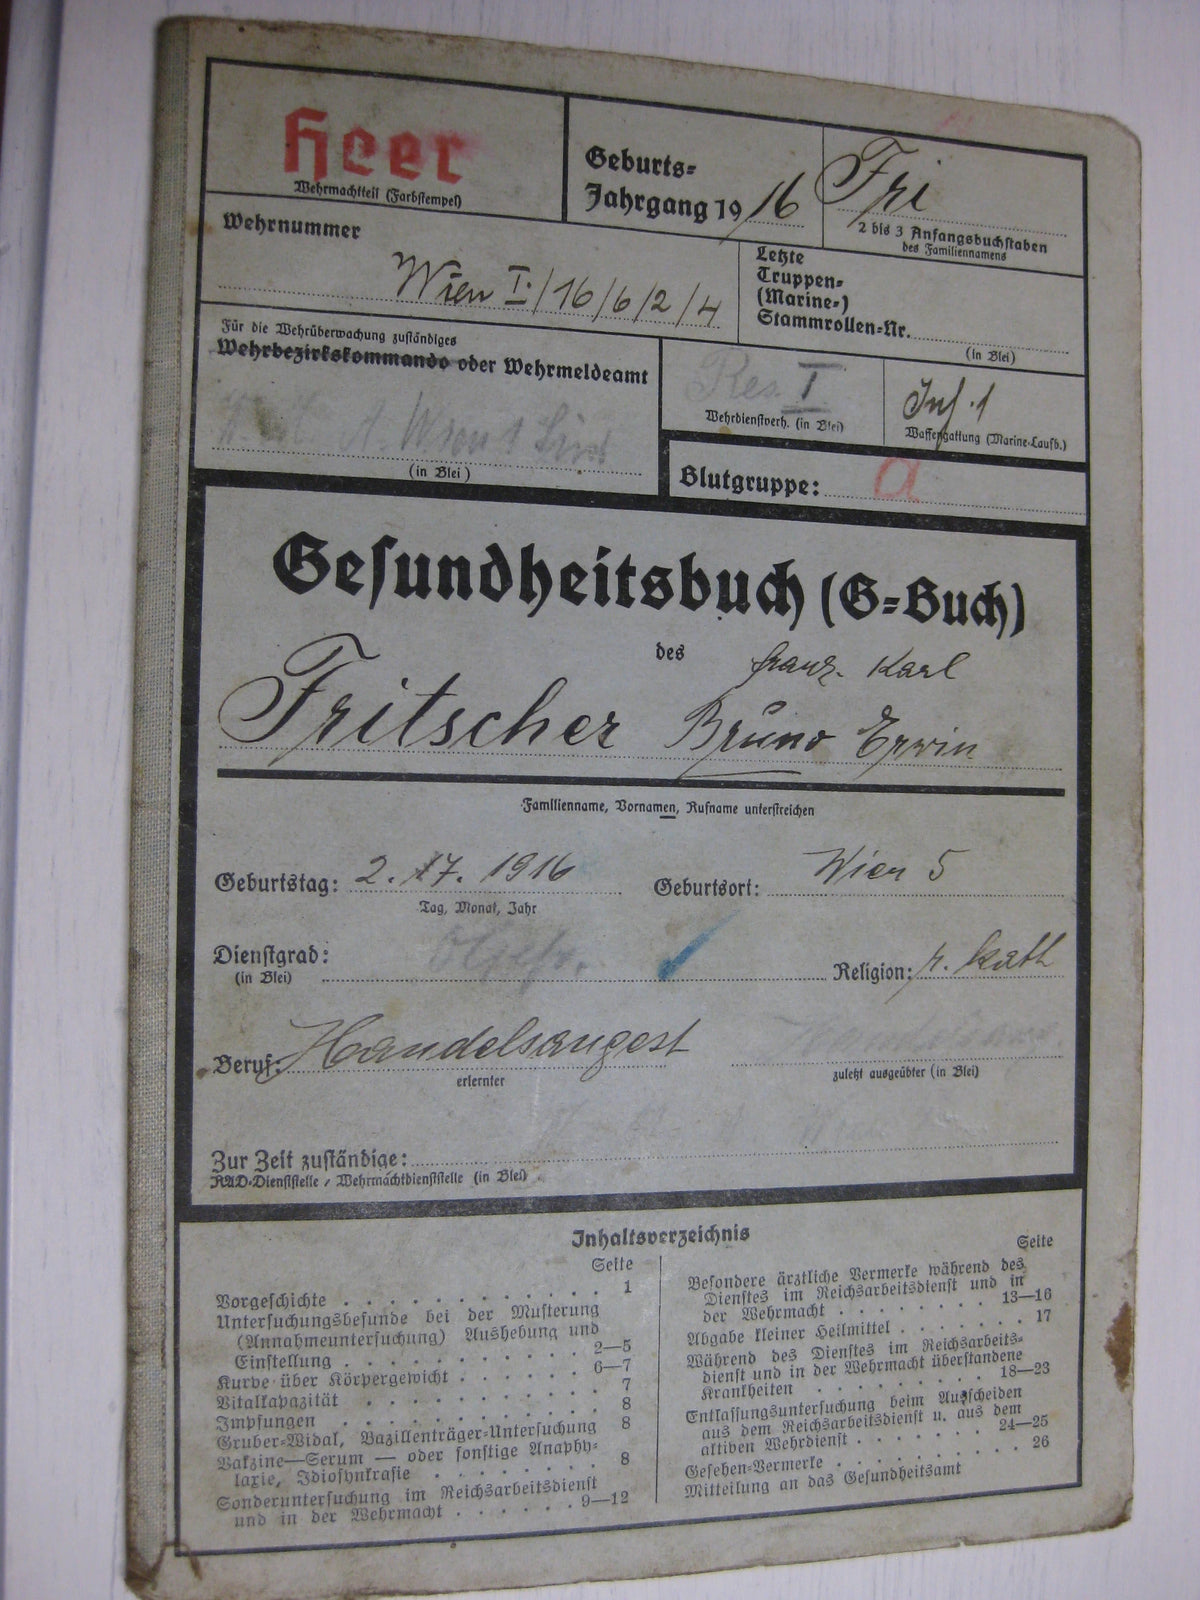 Heer
Wehrmachtteil (Farbstempel)
Geburts-
Jahrgang 19 16
Fri
2 bis 3 Anfangsbuchstaben
des Familiennamens
Wehrnummer
Wien I/16/6/2/4
Letzte
Truppen-
(Marine-)
Stammrollen-Nr.
(in Blei)
Für die Wehrüberwachung zuständiges
Wehrbezirkskommando oder Wehrmeldeamt
(in Blei)
Res. I
Wehrdienstverh. (in Blei)
Inf. 1
Waffengattung (Marine-Laufb.)
Blutgruppe: a
Gesundheitsbuch (G-Buch)
des
Franz Karl
Fritscher Bruno Erwin
Familienname, Vornamen, Rufname unterstreichen
Geburtstag: 2. 7. 1916 Geburtsort: Wien 5
Tag, Monat, Jahr
Dienstgrad:
(in Blei)
Religion: r. kath
Beruf: Handelsangest
erlernter
zuletzt ausgeübter (in Blei)
Zur Zeit zuständige:
RAD-Dienststelle, Wehrmachtdienststelle (in Blei)
Inhaltsverzeichnis
Seite
Vorgeschichte . . . . . 1
Untersuchungsbefunde bei der Musterung
(Annahmeuntersuchung) Aushebung und
Einstellung . . . . . 2—5
Kurve über Körpergewicht . . . . . 6—7
Vitalkapazität . . . . . 7
Impfungen . . . . . 8
Gruber-Widal, Bazillenträger-Untersuchung 8
Vakzine—Serum — oder sonstige Anaphy-
laxie, Idiosynkrasie . . . . . 8
Sonderuntersuchung im Reichsarbeitsdienst
und in der Wehrmacht . . . . . 9—12
Seite
Besondere ärztliche Vermerke während des
Dienstes im Reichsarbeitsdienst und in
der Wehrmacht . . . . . 13—16
Abgabe kleiner Heilmittel . . . . . 17
Während des Dienstes im Reichsarbeits-
dienst und in der Wehrmacht überstandene
Krankheiten . . . . . 18—23
Entlassungsuntersuchung beim Ausscheiden
aus dem Reichsarbeitsdienst u. aus dem
aktiven Wehrdienst . . . . . 24—25
Gesehen-Vermerke . . . . . 26
Mitteilung an das Gesundheitsamt